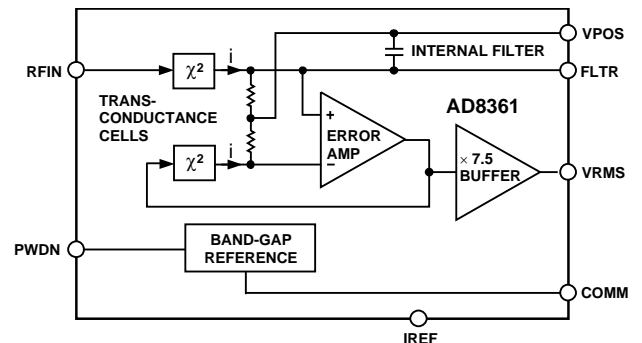 VPOS
χ² i
INTERNAL FILTER
RFIN
FLTR
TRANS-
CONDUCTANCE
CELLS
AD8361
+
ERROR
AMP
–
χ² i
× 7.5
BUFFER
VRMS
BAND-GAP
REFERENCE
PWDN
COMM
IREF